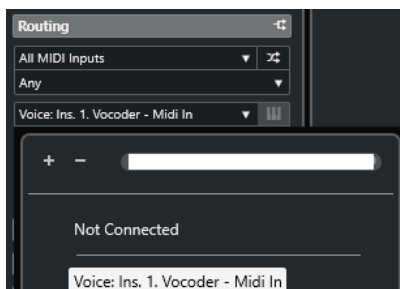 Routing
All MIDI Inputs
Any
Voice: Ins. 1. Vocoder - Midi In
Not Connected
Voice: Ins. 1. Vocoder - Midi In